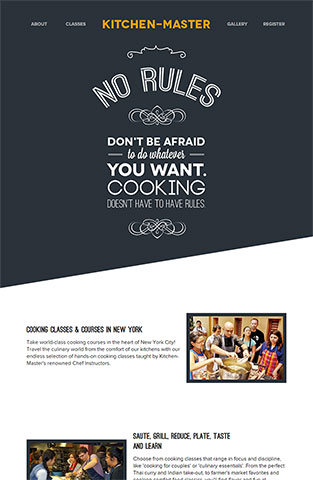 ABOUT
CLASSES
KITCHEN-MASTER
GALLERY
REGISTER
NO RULES
DON'T BE AFRAID
to do whatever
YOU WANT.
COOKING
DOESN'T HAVE TO HAVE RULES.
COOKING CLASSES & COURSES IN NEW YORK
Take world-class cooking courses in the heart of New York City!
Travel the culinary world from the comfort of our kitchens with our
endless selection of hands-on cooking classes taught by Kitchen-
Master's renowned Chef Instructors.
SAUTE, GRILL, REDUCE, PLATE, TASTE
AND LEARN
Choose from cooking classes that range in focus and discipline,
like 'cooking for couples' or 'culinary essentials'. From the perfect
Thai curry and Indian take-out, to farmer's market favorites and